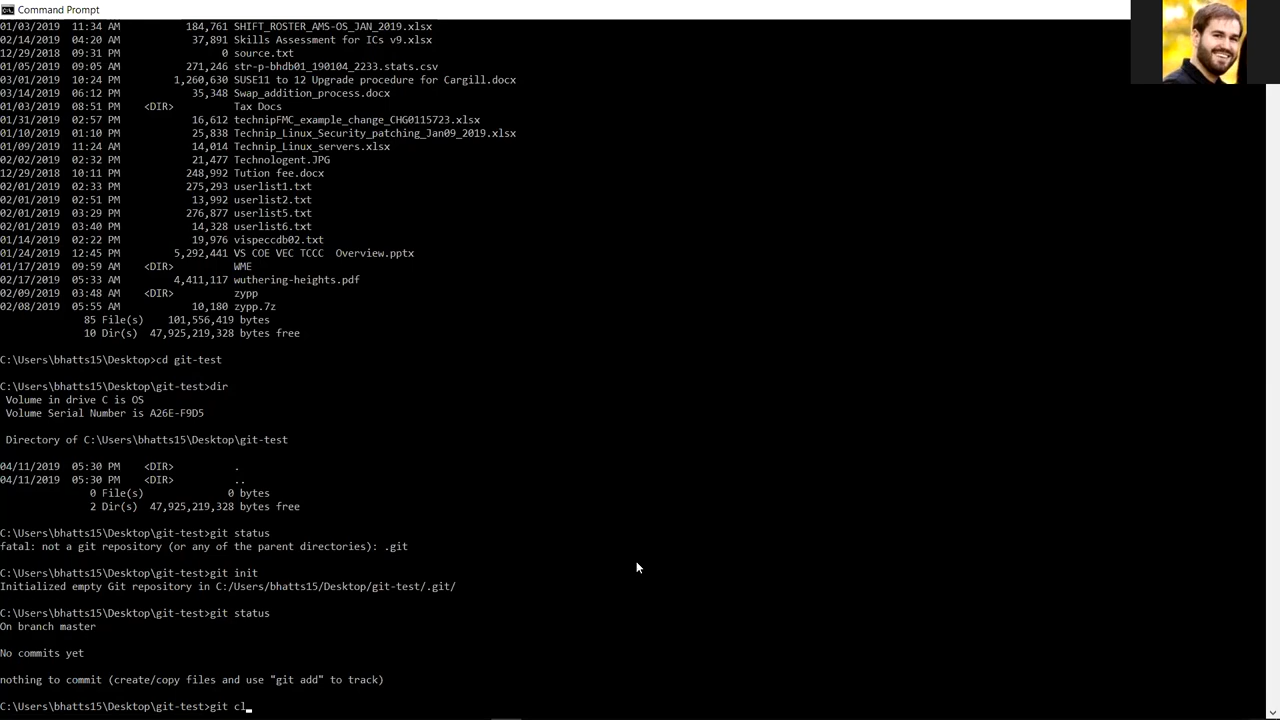 Command Prompt
01/03/2019  11:34 AM           184,761 SHIFT_ROSTER_AMS-OS_JAN_2019.xlsx
02/14/2019  04:20 AM            37,891 Skills Assessment for ICs v9.xlsx
12/29/2018  09:31 PM                 0 source.txt
01/05/2019  09:05 AM           271,246 str-p-bhdb01_190104_2233.stats.csv
03/01/2019  10:24 PM         1,260,630 SUSE11 to 12 Upgrade procedure for Cargill.docx
03/14/2019  06:12 PM            35,348 Swap_addition_process.docx
01/03/2019  08:51 PM    <DIR>          Tax Docs
01/31/2019  02:57 PM            16,612 technipFMC_example_change_CHG0115723.xlsx
01/10/2019  01:10 PM            25,838 Technip_Linux_Security_patching_Jan09_2019.xlsx
01/09/2019  11:24 AM            14,014 Technip_Linux_servers.xlsx
02/02/2019  02:32 PM            21,477 Technologent.JPG
12/29/2018  10:11 PM           248,992 Tution fee.docx
02/01/2019  02:33 PM           275,293 userlist1.txt
02/01/2019  02:51 PM            13,992 userlist2.txt
02/01/2019  03:29 PM           276,877 userlist5.txt
02/01/2019  03:40 PM            14,328 userlist6.txt
01/14/2019  02:22 PM            19,976 vispeccdb02.txt
01/24/2019  12:45 PM         5,292,441 VS COE VEC TCCC  Overview.pptx
01/17/2019  09:59 AM    <DIR>          WME
02/17/2019  05:33 AM         4,411,117 wuthering-heights.pdf
02/09/2019  03:48 AM    <DIR>          zypp
02/08/2019  05:55 AM            10,180 zypp.7z
85 File(s)    101,556,419 bytes
10 Dir(s)  47,925,219,328 bytes free
C:\Users\bhatts15\Desktop>cd git-test
C:\Users\bhatts15\Desktop\git-test>dir
Volume in drive C is OS
Volume Serial Number is A26E-F9D5
Directory of C:\Users\bhatts15\Desktop\git-test
04/11/2019  05:30 PM    <DIR>          .
04/11/2019  05:30 PM    <DIR>          ..
0 File(s)              0 bytes
2 Dir(s)  47,925,219,328 bytes free
C:\Users\bhatts15\Desktop\git-test>git status
fatal: not a git repository (or any of the parent directories): .git
C:\Users\bhatts15\Desktop\git-test>git init
Initialized empty Git repository in C:/Users/bhatts15/Desktop/git-test/.git/
C:\Users\bhatts15\Desktop\git-test>git status
On branch master
No commits yet
nothing to commit (create/copy files and use "git add" to track)
C:\Users\bhatts15\Desktop\git-test>git cl